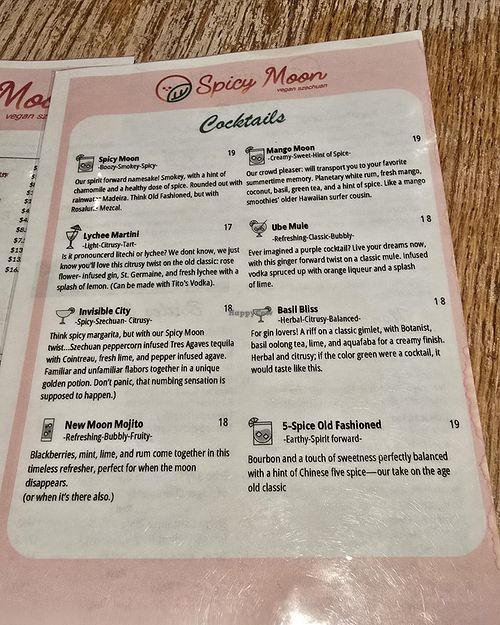 Spicy Moon
vegan szechuan
Cocktails
Spicy Moon 19
-Boozy-Smokey-Spicy-
Our spirit forward namesake! Smokey, with a hint of
chamomile and a healthy dose of spice. Rounded out with
rainwater Madeira. Think Old Fashioned, but with
Rosaluna Mezcal.
Mango Moon 19
-Creamy-Sweet-Hint of Spice-
Our crowd pleaser: will transport you to your favorite
summertime memory. Planetary white rum, fresh mango,
coconut, basil, green tea, and a hint of spice. Like a mango
smoothies' older Hawaiian surfer cousin.
Lychee Martini 17
-Light-Citrusy-Tart-
Is it pronounced litechi or lychee? We dont know, we just
know you'll love this citrusy twist on the old classic: rose
flower- infused gin, St. Germaine, and fresh lychee with a
splash of lemon. (Can be made with Tito's Vodka).
Ube Mule 18
-Refreshing-Classic-Bubbly-
Ever imagined a purple cocktail? Live your dreams now,
with this ginger forward twist on a classic mule. Infused
vodka spruced up with orange liqueur and a splash
of lime.
Invisible City 18
-Spicy-Szechuan- Citrusy-
Think spicy margarita, but with our Spicy Moon
twist...Szechuan peppercorn infused Tres Agaves tequila
with Cointreau, fresh lime, and pepper infused agave.
Familiar and unfamiliar flabors together in a unique
golden potion. Don't panic, that numbing sensation is
supposed to happen.)
Basil Bliss 18
-Herbal-Citrusy-Balanced-
For gin lovers! A riff on a classic gimlet, with Botanist,
basil oolong tea, lime, and aquafaba for a creamy finish.
Herbal and citrusy; if the color green were a cocktail, it
would taste like this.
New Moon Mojito 18
-Refreshing-Bubbly-Fruity-
Blackberries, mint, lime, and rum come together in this
timeless refresher, perfect for when the moon
disappears.
(or when it's there also.)
5-Spice Old Fashioned 19
-Earthy-Spirit forward-
Bourbon and a touch of sweetness perfectly balanced
with a hint of Chinese five spice—our take on the age
old classic